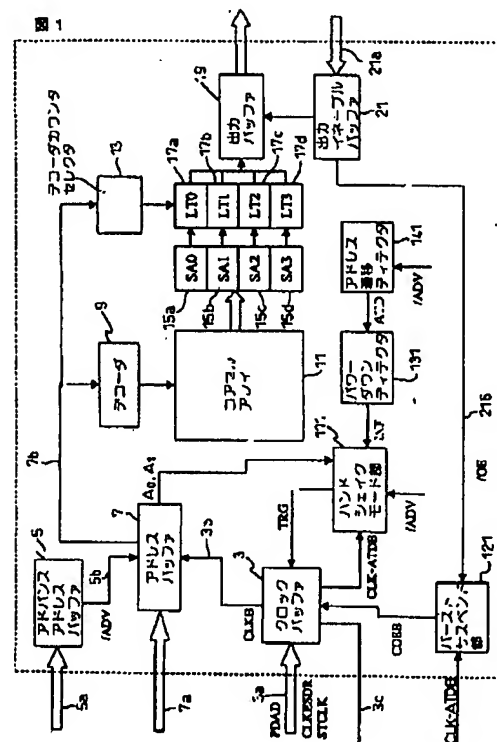 図1
21a
19
出力
バッファ
出力
イネーブル
バッファ
21
デコーダカウンタ
セレクタ
13
17a
17b
17c
17d
LT0
LT1
LT2
LT3
SA0
SA1
SA2
SA3
15a
15b
15c
15d
アドレス
遷移
ディテクタ
141
/ADV
9
デコーダ
コアセル
アレイ
11
パワー
ダウン
ディテクタ
131
7b
A0, A1
21b
/OE
5
アドバンス
アドレス
バッファ
5b
/ADV
7
アドレス
バッファ
3b
CLKB
TRG
ハンド
シェイク
モード部
/ADV
3
クロック
バッファ
CLK-ATDB
121
バースト
サスペンド
部
COEB
5a
7a
CLKESDR
STCLK
3c
CLK-ATDB